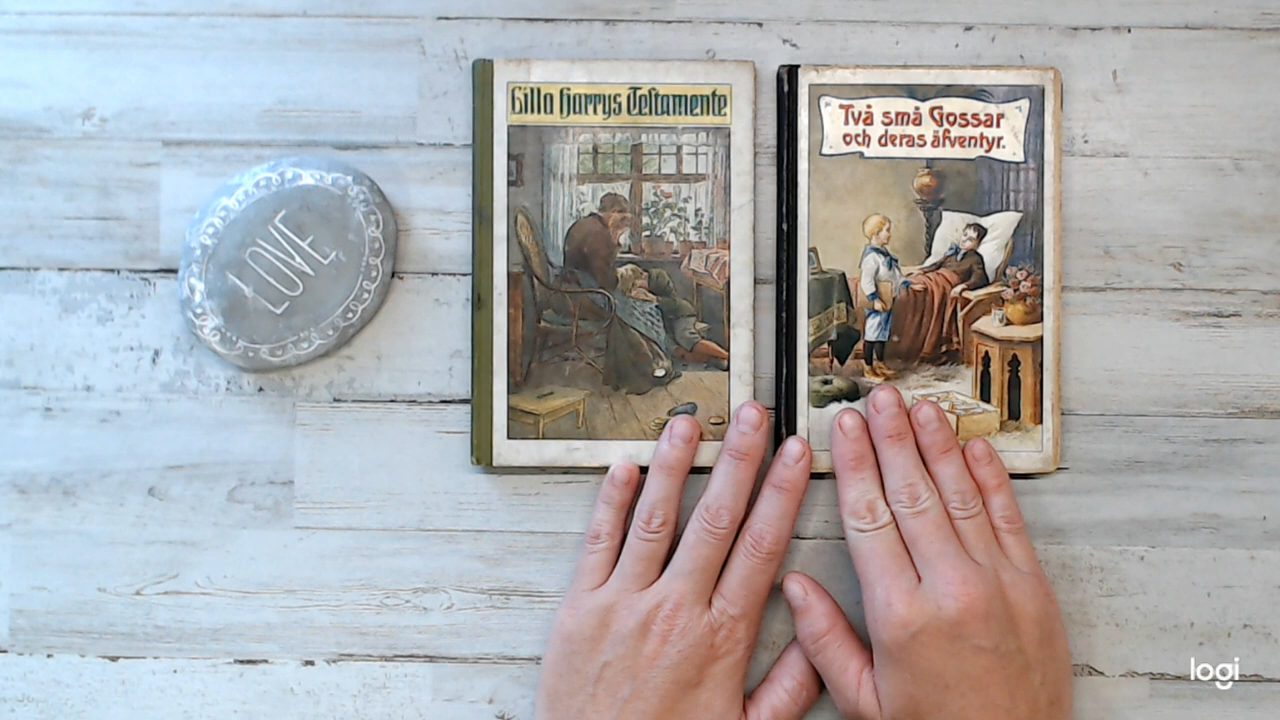 LOVE
Lilla Harrys Testamente
Två små Gossar
och deras äfventyr.
logi